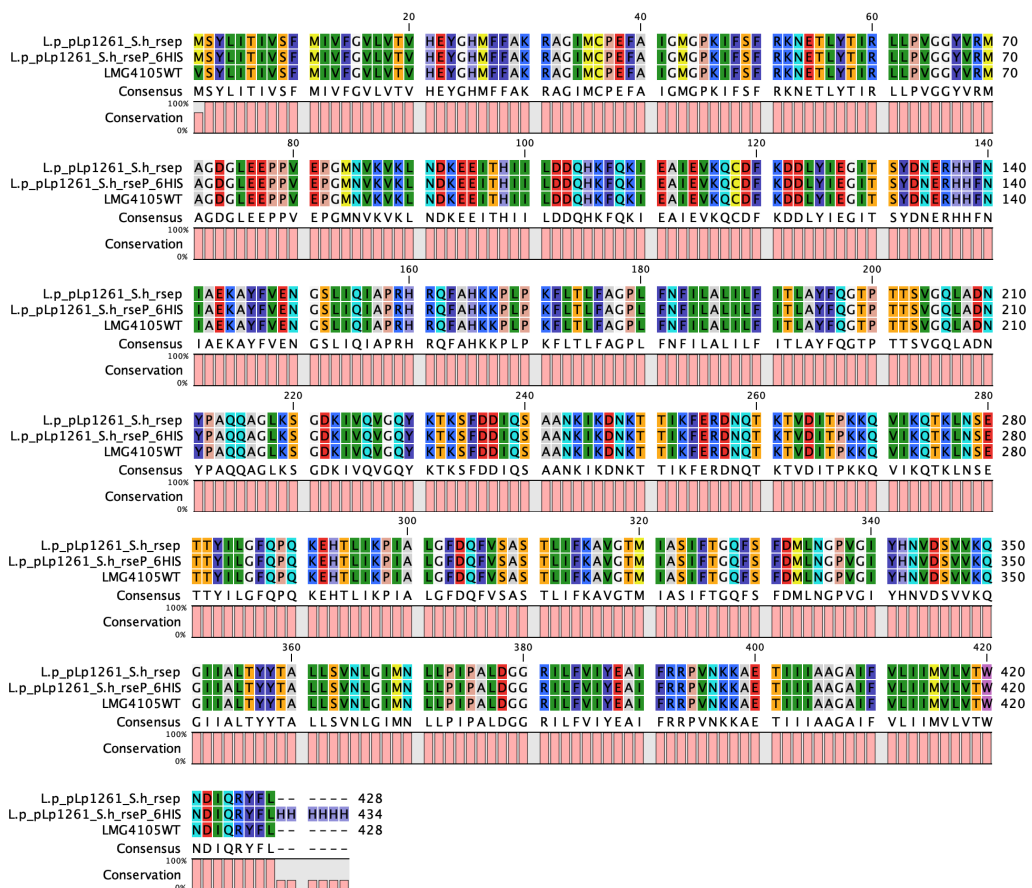 20 40 60
L.p_pLp1261_S.h_rsep MSYLITIVSF MIVFGVLVTV HEYGHMFFAK RAGIMCPEFA IGMGPKIFSF RKNETLYTIR LLPVGGYVRM 70
L.p_pLp1261_S.h_rseP_6HIS MSYLITIVSF MIVFGVLVTV HEYGHMFFAK RAGIMCPEFA IGMGPKIFSF RKNETLYTIR LLPVGGYVRM 70
LMG4105WT VSYLITIVSF MIVFGVLVTV HEYGHMFFAK RAGIMCPEFA IGMGPKIFSF RKNETLYTIR LLPVGGYVRM 70
Consensus MSYLITIVSF MIVFGVLVTV HEYGHMFFAK RAGIMCPEFA IGMGPKIFSF RKNETLYTIR LLPVGGYVRM
100%
Conservation
0%
80 100 120 140
L.p_pLp1261_S.h_rsep AGDGLEEPPV EPGMNVKVKL NDKEEITHII LDDQHKFQKI EAIEVKQCDF KDDLYIEGIT SYDNERHHFN 140
L.p_pLp1261_S.h_rseP_6HIS AGDGLEEPPV EPGMNVKVKL NDKEEITHII LDDQHKFQKI EAIEVKQCDF KDDLYIEGIT SYDNERHHFN 140
LMG4105WT AGDGLEEPPV EPGMNVKVKL NDKEEITHII LDDQHKFQKI EAIEVKQCDF KDDLYIEGIT SYDNERHHFN 140
Consensus AGDGLEEPPV EPGMNVKVKL NDKEEITHII LDDQHKFQKI EAIEVKQCDF KDDLYIEGIT SYDNERHHFN
100%
Conservation
0%
160 180 200
L.p_pLp1261_S.h_rsep IAEKAYFVEN GSLIQIAPRH RQFAHKKPLP KFLTLFAGPL FNFILALILF ITLAYFQGTP TTSVGQLADN 210
L.p_pLp1261_S.h_rseP_6HIS IAEKAYFVEN GSLIQIAPRH RQFAHKKPLP KFLTLFAGPL FNFILALILF ITLAYFQGTP TTSVGQLADN 210
LMG4105WT IAEKAYFVEN GSLIQIAPRH RQFAHKKPLP KFLTLFAGPL FNFILALILF ITLAYFQGTP TTSVGQLADN 210
Consensus IAEKAYFVEN GSLIQIAPRH RQFAHKKPLP KFLTLFAGPL FNFILALILF ITLAYFQGTP TTSVGQLADN
100%
Conservation
0%
220 240 260 280
L.p_pLp1261_S.h_rsep YPAQQAGLKS GDKIVQVGQY KTKSFDDIQS AANKIKDNKT TIKFERDNQT KTVDITPKKQ VIKQTKLNSE 280
L.p_pLp1261_S.h_rseP_6HIS YPAQQAGLKS GDKIVQVGQY KTKSFDDIQS AANKIKDNKT TIKFERDNQT KTVDITPKKQ VIKQTKLNSE 280
LMG4105WT YPAQQAGLKS GDKIVQVGQY KTKSFDDIQS AANKIKDNKT TIKFERDNQT KTVDITPKKQ VIKQTKLNSE 280
Consensus YPAQQAGLKS GDKIVQVGQY KTKSFDDIQS AANKIKDNKT TIKFERDNQT KTVDITPKKQ VIKQTKLNSE
100%
Conservation
0%
300 320 340
L.p_pLp1261_S.h_rsep TTYILGFQPQ KEHTLIKPIA LGFDQFVSAS TLIFKAVGTM IASIFTGQFS FDMLNGPVGI YHNVDSVVKQ 350
L.p_pLp1261_S.h_rseP_6HIS TTYILGFQPQ KEHTLIKPIA LGFDQFVSAS TLIFKAVGTM IASIFTGQFS FDMLNGPVGI YHNVDSVVKQ 350
LMG4105WT TTYILGFQPQ KEHTLIKPIA LGFDQFVSAS TLIFKAVGTM IASIFTGQFS FDMLNGPVGI YHNVDSVVKQ 350
Consensus TTYILGFQPQ KEHTLIKPIA LGFDQFVSAS TLIFKAVGTM IASIFTGQFS FDMLNGPVGI YHNVDSVVKQ
100%
Conservation
0%
360 380 400 420
L.p_pLp1261_S.h_rsep GIIALTYYTA LLSVNLGIMN LLPIPALDGG RILFVIYEAI FRRPVNKKAE TIIIIAAGAIF VLIIMVLVTW 420
L.p_pLp1261_S.h_rseP_6HIS GIIALTYYTA LLSVNLGIMN LLPIPALDGG RILFVIYEAI FRRPVNKKAE TIIIIAAGAIF VLIIMVLVTW 420
LMG4105WT GIIALTYYTA LLSVNLGIMN LLPIPALDGG RILFVIYEAI FRRPVNKKAE TIIIIAAGAIF VLIIMVLVTW 420
Consensus GIIALTYYTA LLSVNLGIMN LLPIPALDGG RILFVIYEAI FRRPVNKKAE TIIIIAAGAIF VLIIMVLVTW
100%
Conservation
0%
L.p_pLp1261_S.h_rsep NDIQRYFL-- ---- 428
L.p_pLp1261_S.h_rseP_6HIS NDIQRYFLHH HHHH 434
LMG4105WT NDIQRYFL-- ---- 428
Consensus NDIQRYFL-- ----
100%
Conservation
0%